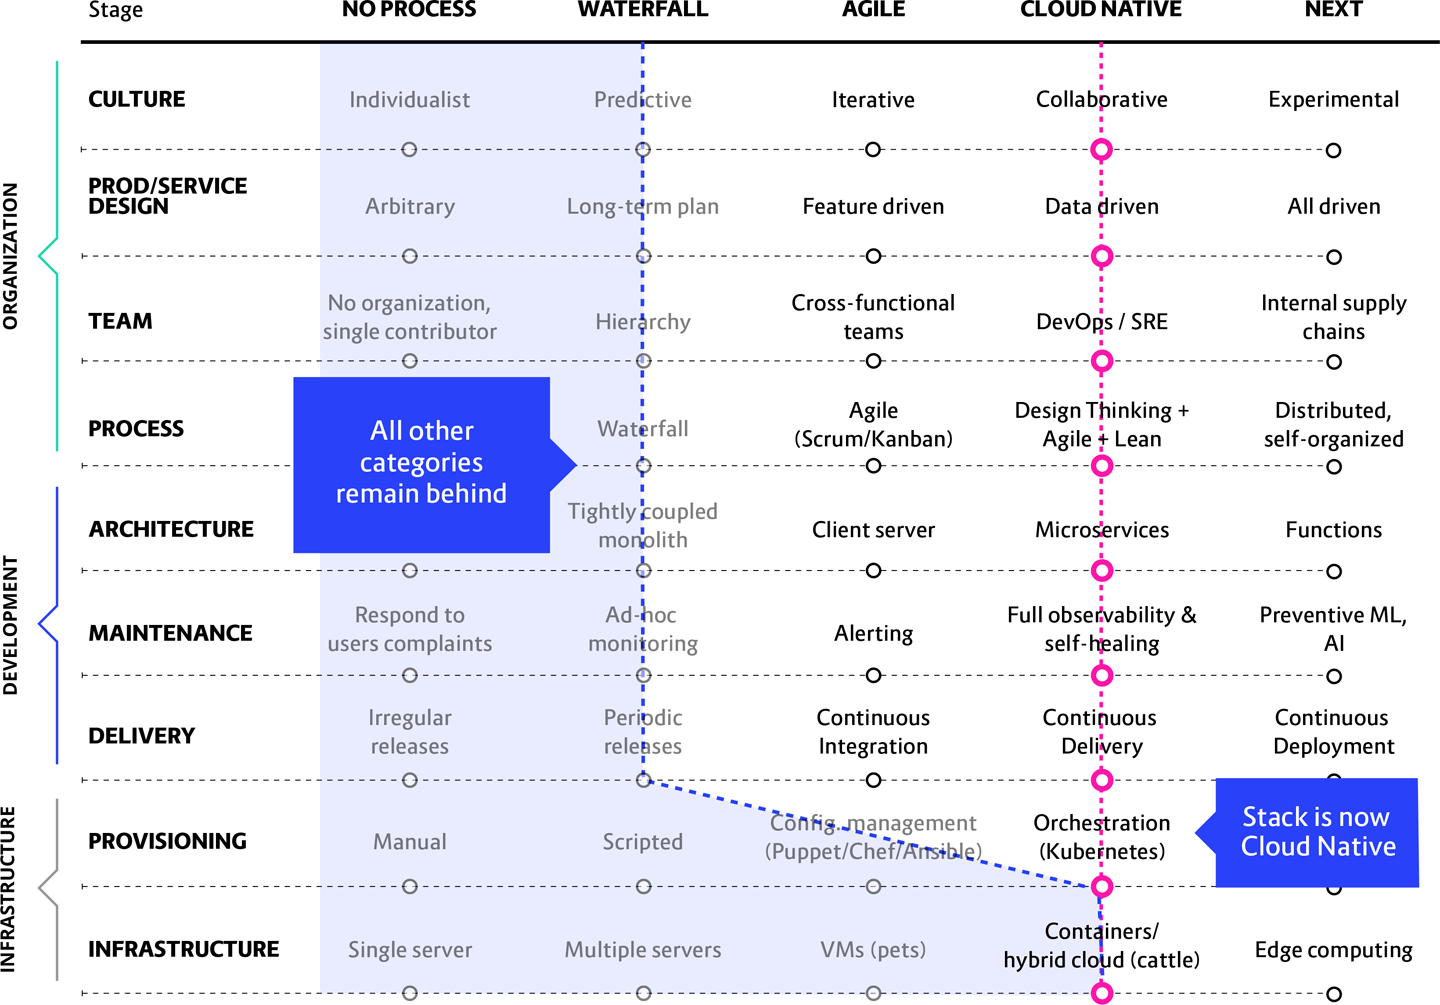 Stage NO PROCESS WATERFALL AGILE CLOUD NATIVE NEXT
ORGANIZATION
CULTURE Individualist Predictive Iterative Collaborative Experimental
PROD/SERVICE
DESIGN Arbitrary Long-term plan Feature driven Data driven All driven
TEAM
No organization,
single contributor
Hierarchy
Cross-functional
teams
DevOps / SRE
Internal supply
chains
PROCESS
All other
categories
remain behind
Waterfall
Agile
(Scrum/Kanban)
Design Thinking +
Agile + Lean
Distributed,
self-organized
DEVELOPMENT
ARCHITECTURE
Tightly coupled
monolith
Client server
Microservices
Functions
MAINTENANCE
Respond to
users complaints
Ad-hoc
monitoring
Alerting
Full observability &
self-healing
Preventive ML,
AI
DELIVERY
Irregular
releases
Periodic
releases
Continuous
Integration
Continuous
Delivery
Continuous
Deployment
INFRASTRUCTURE
PROVISIONING
Manual
Scripted
Config. management
(Puppet/Chef/Ansible)
Orchestration
(Kubernetes)
Stack is now
Cloud Native
INFRASTRUCTURE
Single server
Multiple servers
VMs (pets)
Containers/
hybrid cloud (cattle)
Edge computing